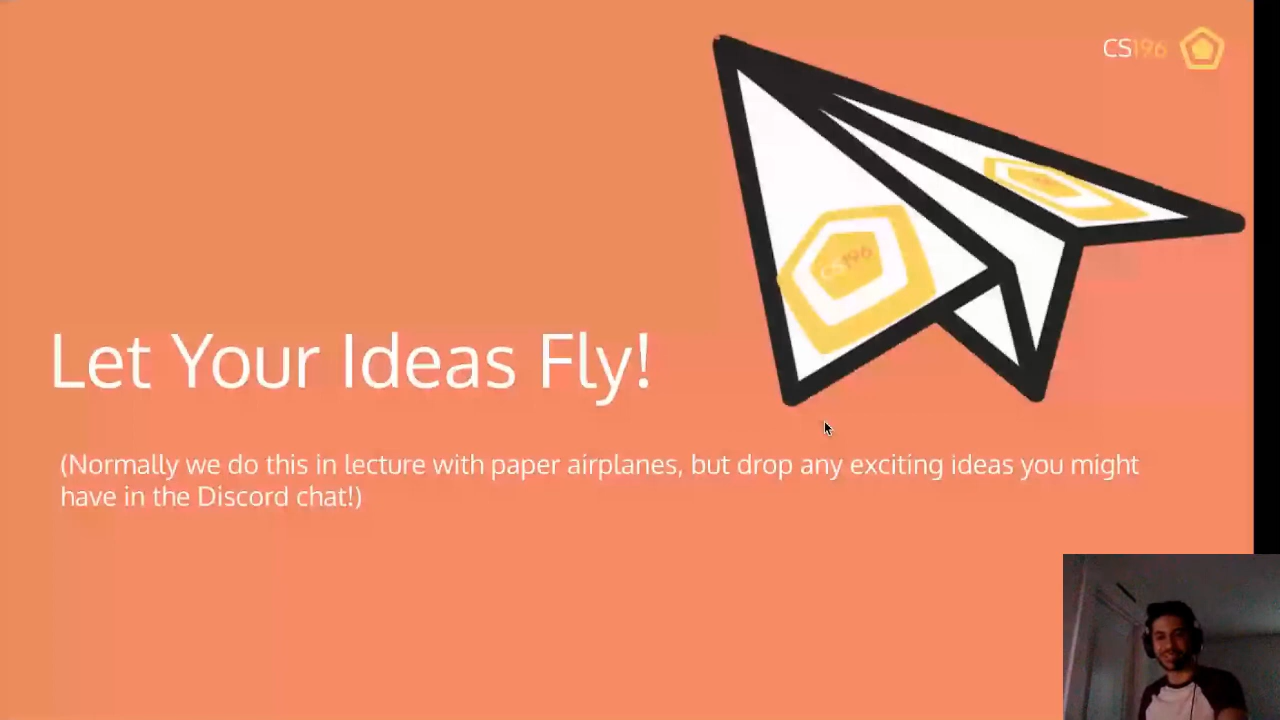 CS196
CS196
Let Your Ideas Fly!
(Normally we do this in lecture with paper airplanes, but drop any exciting ideas you might
have in the Discord chat!)